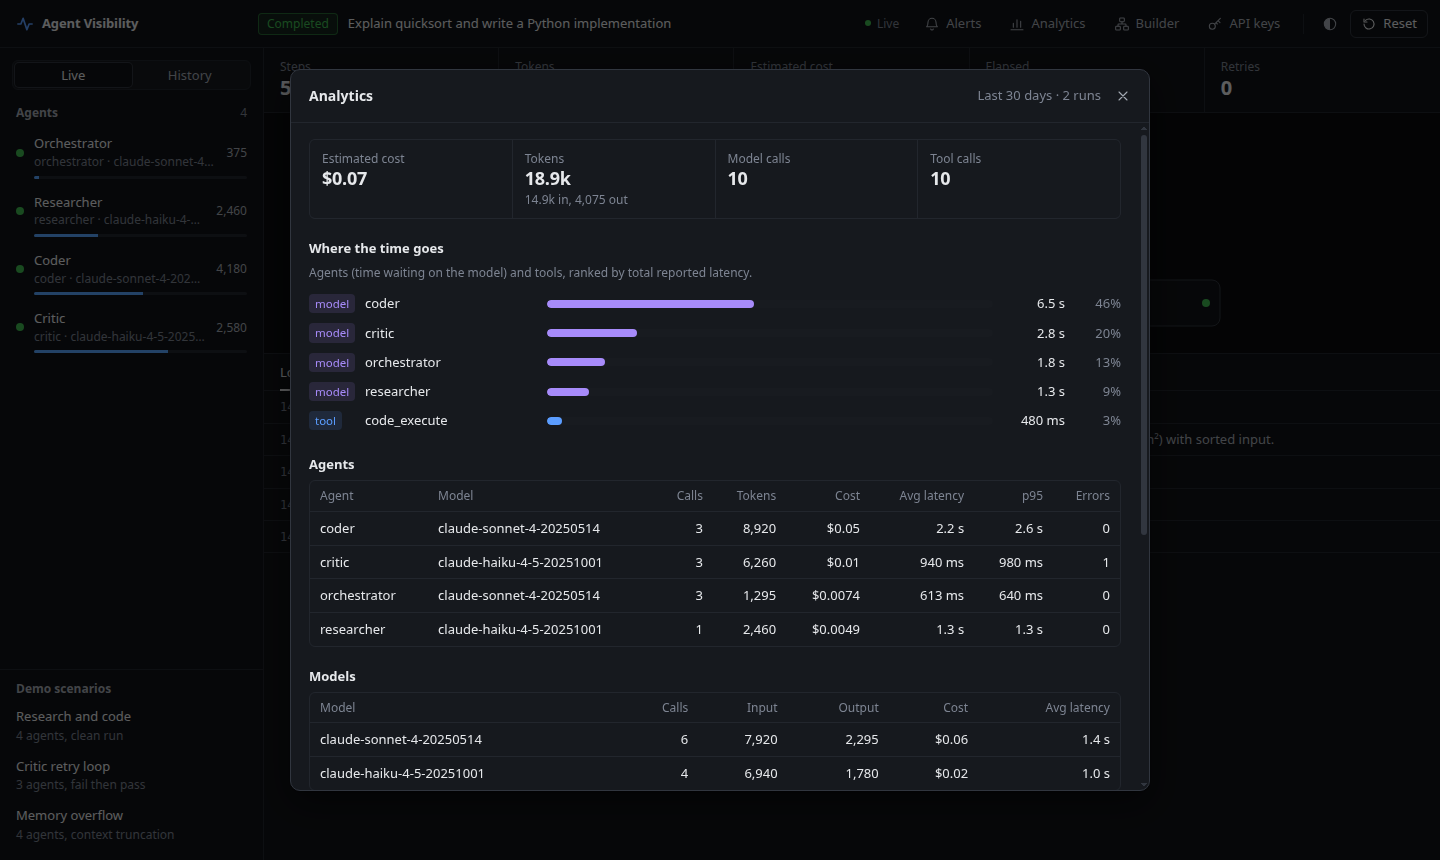 Agent Visibility
Completed Explain quicksort and write a Python implementation
Live Alerts Analytics Builder API keys Reset
Live History
Agents 4
Orchestrator
orchestrator · claude-sonnet-4... 375
Researcher
researcher · claude-haiku-4-... 2,460
Coder
coder · claude-sonnet-4-202... 4,180
Critic
critic · claude-haiku-4-5-2025... 2,580
Demo scenarios
Research and code
4 agents, clean run
Critic retry loop
3 agents, fail then pass
Memory overflow
4 agents, context truncation
Steps Tokens Estimated cost Elapsed Retries
5 0
Analytics Last 30 days · 2 runs
Estimated cost Tokens Model calls Tool calls
$0.07 18.9k 10 10
14.9k in, 4,075 out
Where the time goes
Agents (time waiting on the model) and tools, ranked by total reported latency.
model coder 6.5 s 46%
model critic 2.8 s 20%
model orchestrator 1.8 s 13%
model researcher 1.3 s 9%
tool code_execute 480 ms 3%
with sorted input.
Agents
Agent Model Calls Tokens Cost Avg latency p95 Errors
coder claude-sonnet-4-20250514 3 8,920 $0.05 2.2 s 2.6 s 0
critic claude-haiku-4-5-20251001 3 6,260 $0.01 940 ms 980 ms 1
orchestrator claude-sonnet-4-20250514 3 1,295 $0.0074 613 ms 640 ms 0
researcher claude-haiku-4-5-20251001 1 2,460 $0.0049 1.3 s 1.3 s 0
Models
Model Calls Input Output Cost Avg latency
claude-sonnet-4-20250514 6 7,920 2,295 $0.06 1.4 s
claude-haiku-4-5-20251001 4 6,940 1,780 $0.02 1.0 s